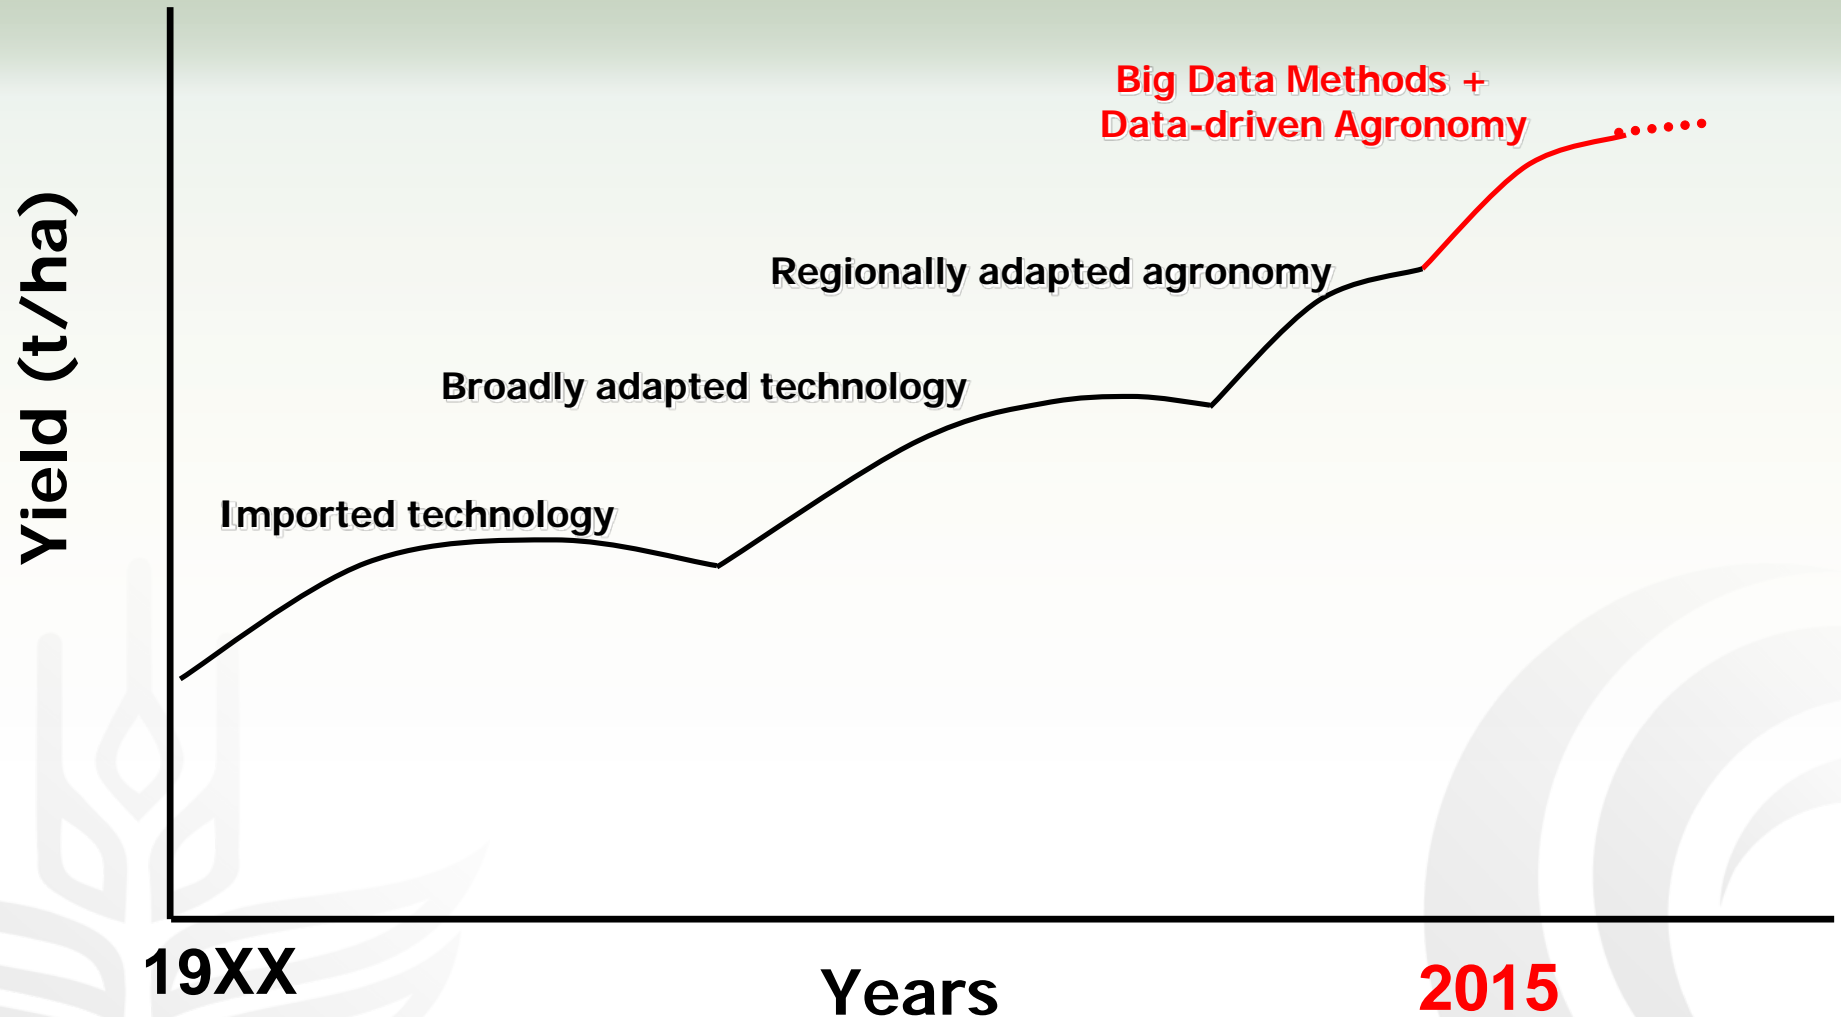 Big Data Methods +
Data-driven Agronomy
Regionally adapted agronomy
Broadly adapted technology
Imported technology
Yield (t/ha)
19XX
Years
2015